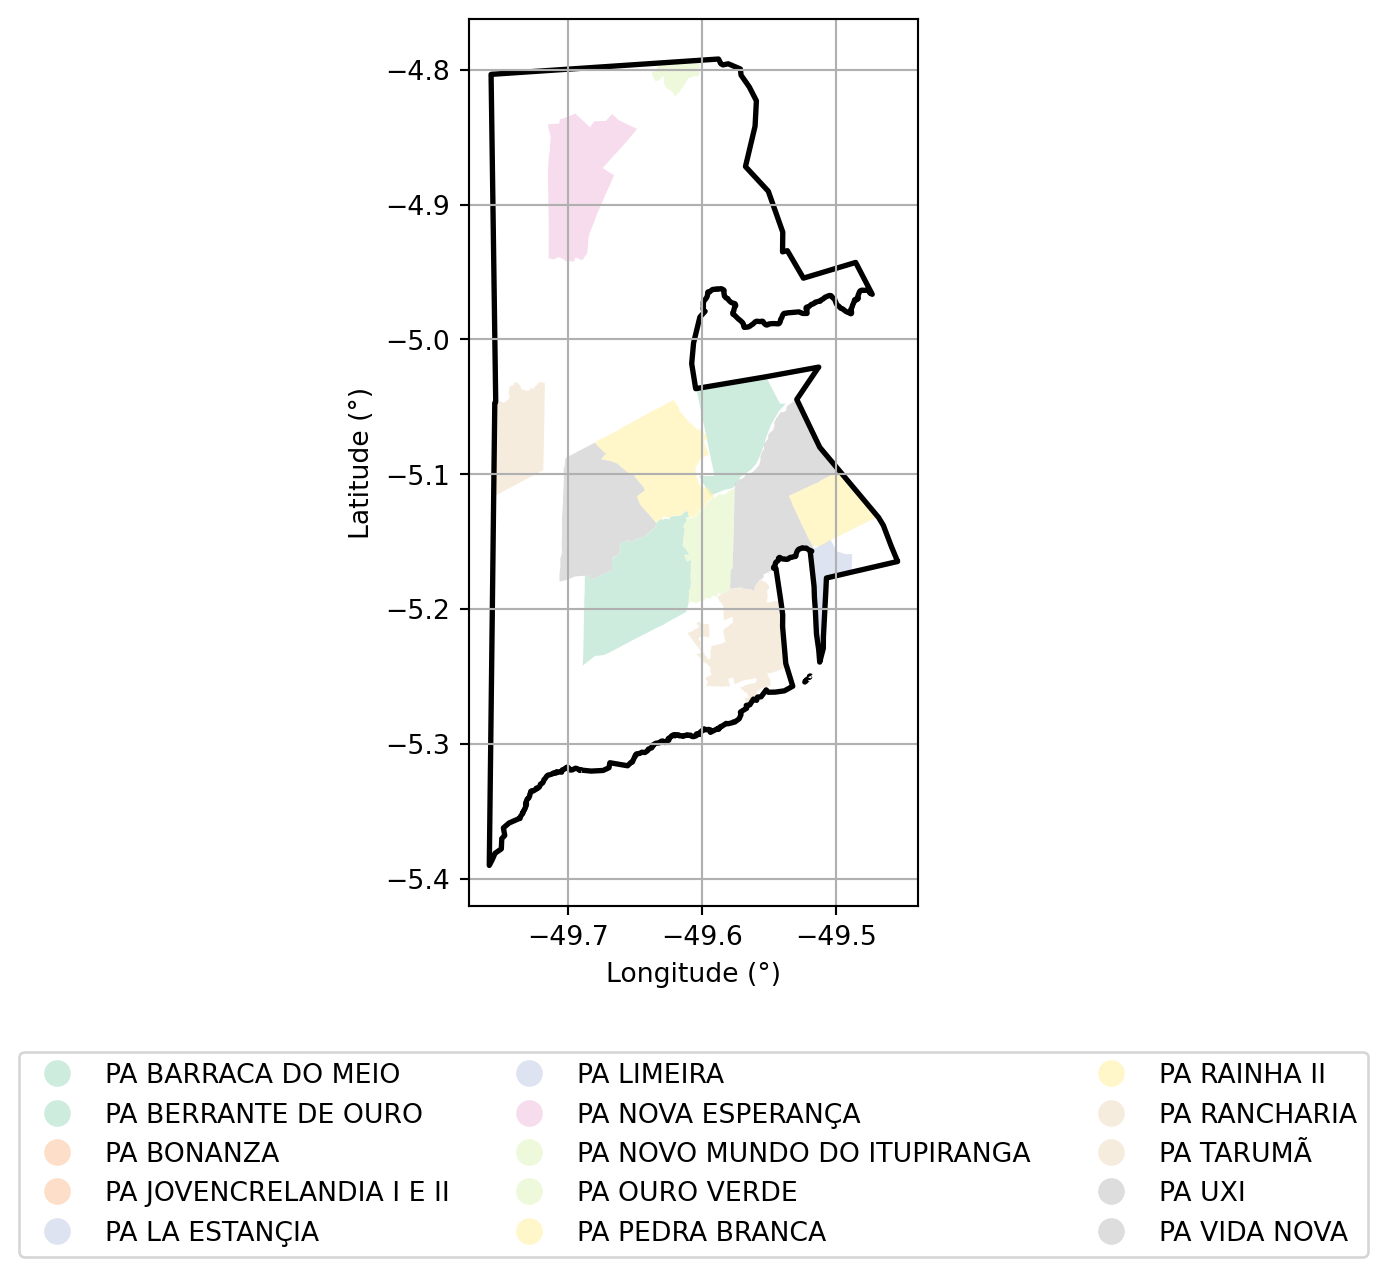 −4.8
−4.9
−5.0
−5.1
−5.2
−5.3
−5.4
Latitude (°)
−49.7 −49.6 −49.5
Longitude (°)
PA BARRACA DO MEIO
PA BERRANTE DE OURO
PA BONANZA
PA JOVENCRELANDIA I E II
PA LA ESTANÇIA
PA LIMEIRA
PA NOVA ESPERANÇA
PA NOVO MUNDO DO ITUPIRANGA
PA OURO VERDE
PA PEDRA BRANCA
PA RAINHA II
PA RANCHARIA
PA TARUMÃ
PA UXI
PA VIDA NOVA